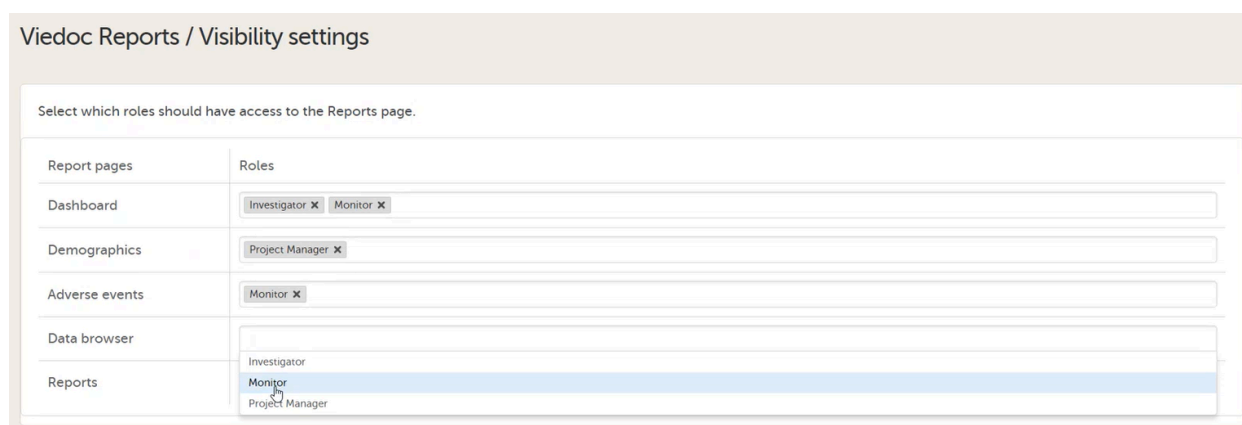 Viedoc Reports / Visibility settings
Select which roles should have access to the Reports page.
Report pages Roles
Dashboard Investigator ✖ Monitor ✖
Demographics Project Manager ✖
Adverse events Monitor ✖
Data browser
Investigator
Reports Monitor
Project Manager